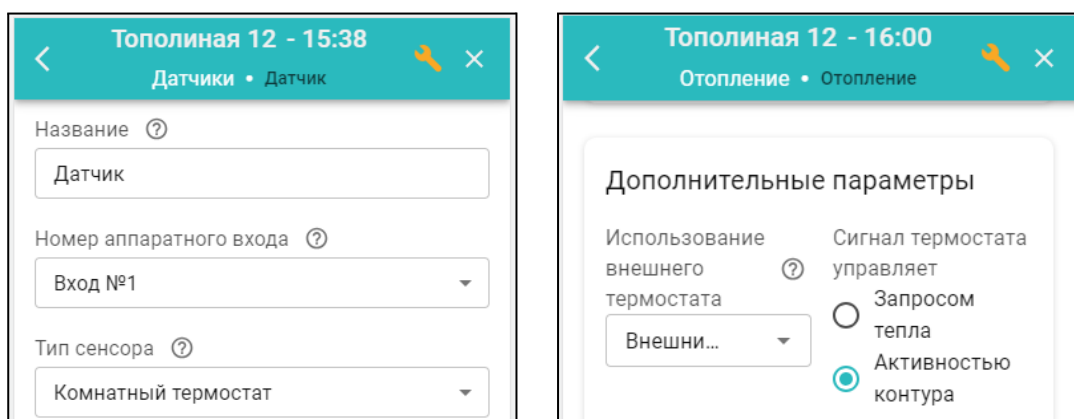 Тополиная 12 - 15:38
Датчики • Датчик
Название
Датчик
Номер аппаратного входа
Вход №1
Тип сенсора
Комнатный термостат
Тополиная 12 - 16:00
Отопление • Отопление
Дополнительные параметры
Использование
внешнего
термостата
Внешни...
Сигнал термостата
управляет
Запросом
тепла
Активностью
контура